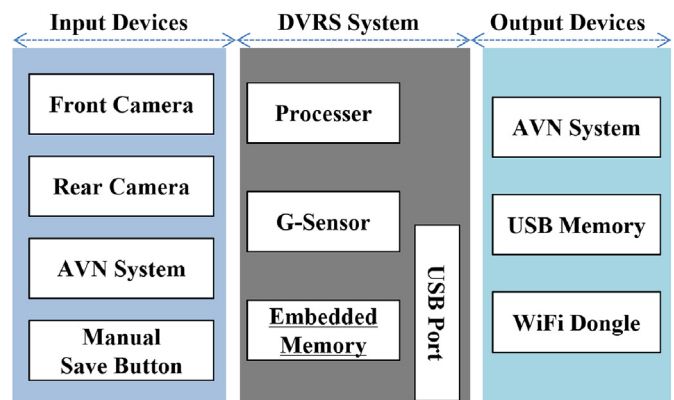 Input Devices
DVRS System
Output Devices
Front Camera
Rear Camera
AVN System
Manual
Save Button
Processer
G-Sensor
Embedded
Memory
USB Port
AVN System
USB Memory
WiFi Dongle